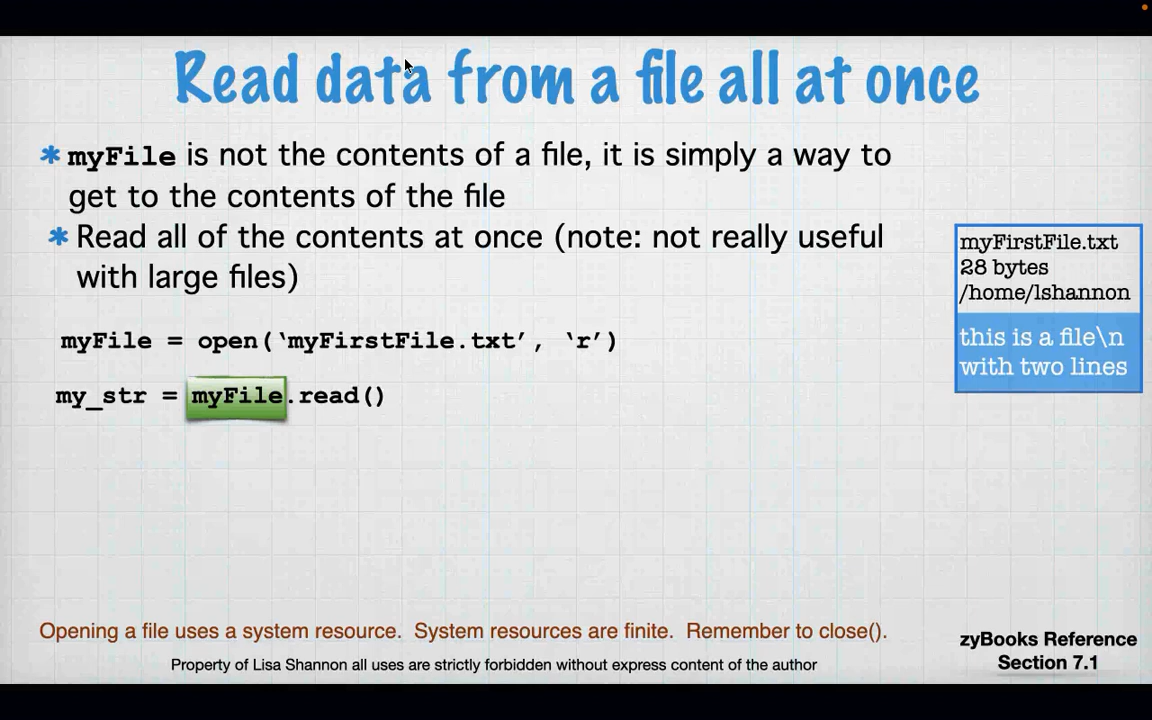 Read data from a file all at once
* myFile is not the contents of a file, it is simply a way to
get to the contents of the file
* Read all of the contents at once (note: not really useful
with large files)
myFirstFile.txt
28 bytes
/home/lshannon
this is a file\n
with two lines
myFile = open(‘myFirstFile.txt’, ‘r’)
my_str = myFile.read()
Opening a file uses a system resource.  System resources are finite.  Remember to close().
Property of Lisa Shannon all uses are strictly forbidden without express content of the author
zyBooks Reference
Section 7.1